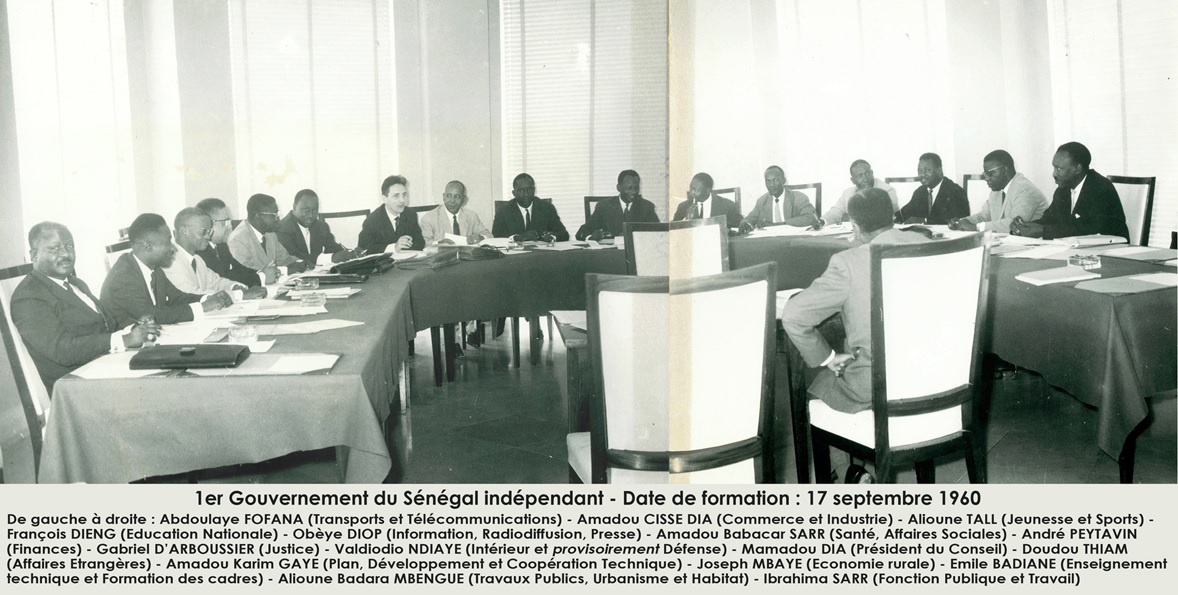 1er Gouvernement du Sénégal indépendant - Date de formation : 17 septembre 1960
De gauche à droite : Abdoulaye FOFANA (Transports et Télécommunications) - Amadou CISSE DIA (Commerce et Industrie) - Alioune TALL (Jeunesse et Sports) -
François DIENG (Education Nationale) - Obèye DIOP (Information, Radiodiffusion, Presse) - Amadou Babacar SARR (Santé, Affaires Sociales) - André PEYTAVIN
(Finances) - Gabriel D'ARBOUSSIER (Justice) - Valdiodio NDIAYE (Intérieur et provisoirement Défense) - Mamadou DIA (Président du Conseil) - Doudou THIAM
(Affaires Etrangères) - Amadou Karim GAYE (Plan, Développement et Coopération Technique) - Joseph MBAYE (Economie rurale) - Emile BADIANE (Enseignement
technique et Formation des cadres) - Alioune Badara MBENGUE (Travaux Publics, Urbanisme et Habitat) - Ibrahima SARR (Fonction Publique et Travail)